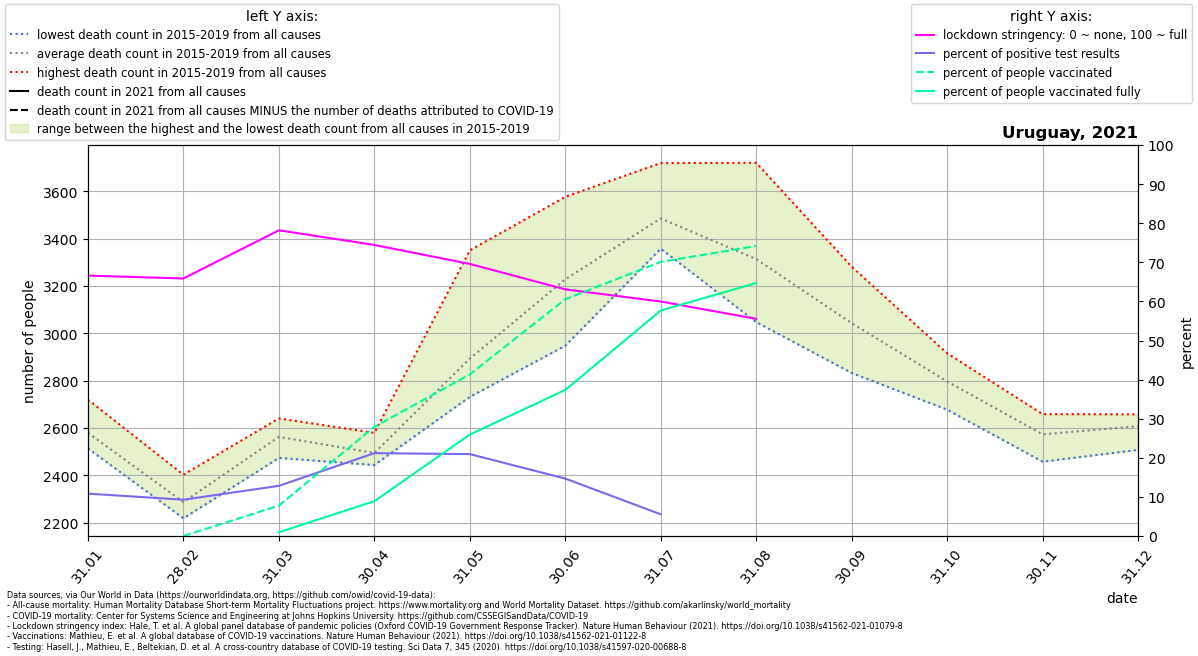 left Y axis:
lowest death count in 2015-2019 from all causes
average death count in 2015-2019 from all causes
highest death count in 2015-2019 from all causes
death count in 2021 from all causes
death count in 2021 from all causes MINUS the number of deaths attributed to COVID-19
range between the highest and the lowest death count from all causes in 2015-2019
right Y axis:
lockdown stringency: 0 ~ none, 100 ~ full
percent of positive test results
percent of people vaccinated
percent of people vaccinated fully
Uruguay, 2021
number of people
3600
3400
3200
3000
2800
2600
2400
2200
100
90
80
70
60
50
40
30
20
10
0
percent
31.01
28.02
31.03
30.04
31.05
30.06
31.07
31.08
30.09
31.10
30.11
31.12
date
Data sources, via Our World in Data (https://ourworldindata.org, https://github.com/owid/covid-19-data):
- All-cause mortality: Human Mortality Database Short-term Mortality Fluctuations project. https://www.mortality.org and World Mortality Dataset. https://github.com/akarlinsky/world_mortality
- COVID-19 mortality: Center for Systems Science and Engineering at Johns Hopkins University. https://github.com/CSSEGISandData/COVID-19
- Lockdown stringency index: Hale, T. et al. A global panel database of pandemic policies (Oxford COVID-19 Government Response Tracker). Nature Human Behaviour (2021). https://doi.org/10.1038/s41562-021-01079-8
- Vaccinations: Mathieu, E. et al. A global database of COVID-19 vaccinations. Nature Human Behaviour (2021). https://doi.org/10.1038/s41562-021-01122-8
- Testing: Hasell, J., Mathieu, E., Beltekian, D. et al. A cross-country database of COVID-19 testing. Sci Data 7, 345 (2020). https://doi.org/10.1038/s41597-020-00688-8